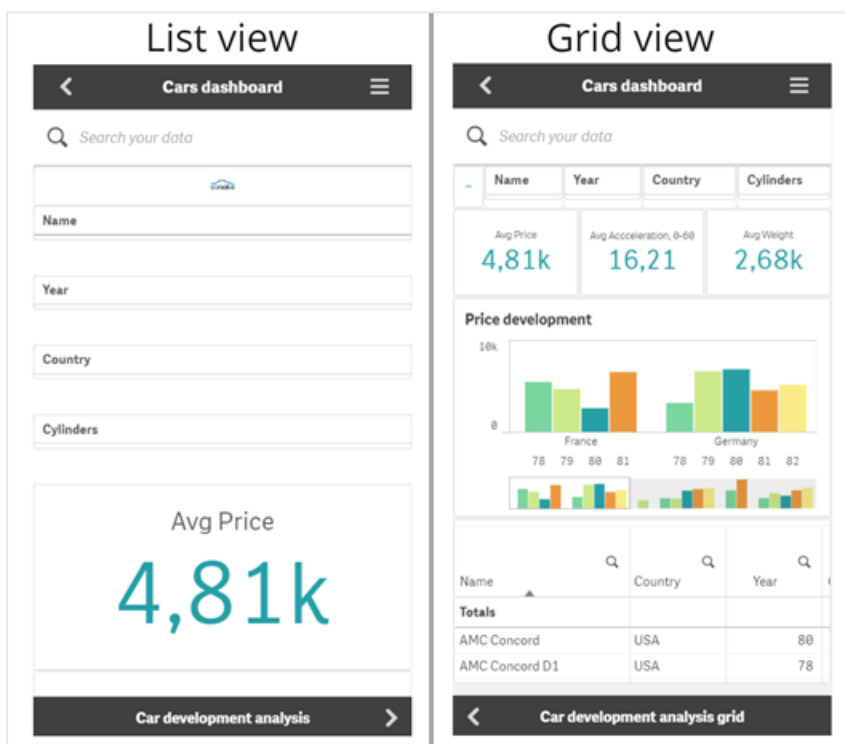 List view
Cars dashboard
Search your data
Name
Year
Country
Cylinders
Avg Price
4,81k
Car development analysis
Grid view
Cars dashboard
Search your data
Name Year Country Cylinders
Avg Price Avg Accceleration, 0-60 Avg Weight
4,81k 16,21 2,68k
Price development
10k
0
France Germany
78 79 80 81 78 79 80 81 82
Name Country Year
Totals
AMC Concord USA 80
AMC Concord D1 USA 78
Car development analysis grid